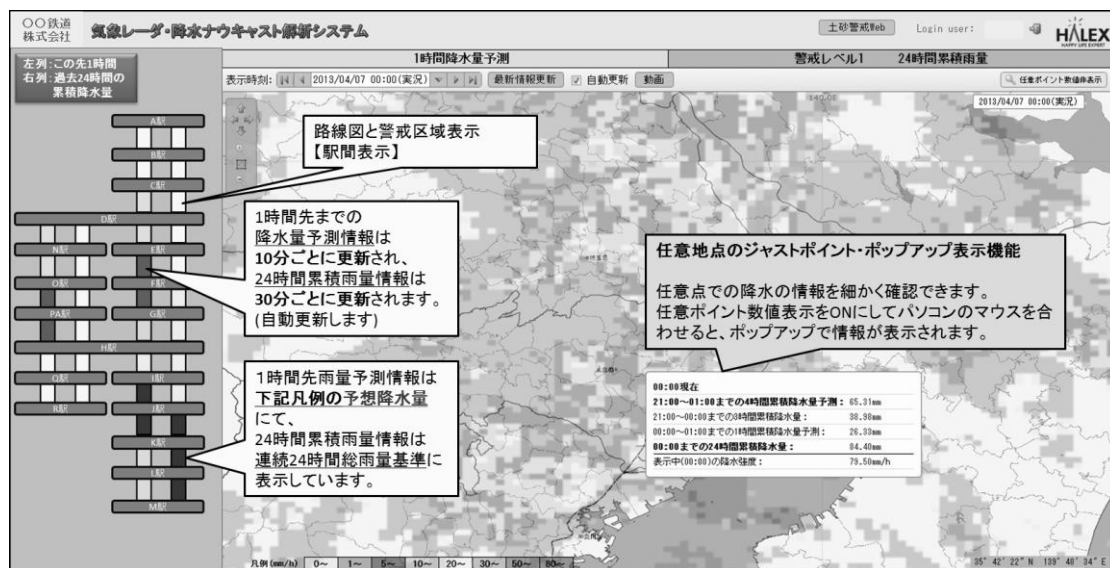 〇〇鉄道
株式会社
気象レーダ・降水ナウキャスト解析システム
土砂警戒Web
Login user:
HALEX
HAPPY LIFE EXPERT
左列:この先1時間
右列:過去24時間の
累積降水量
1時間降水量予測
警戒レベル1 24時間累積雨量
表示時刻: 2013/04/07 00:00(実況) 最新情報更新 自動更新 動画
任意ポイント数値非表示
140.0E
2013/04/07 00:00(実況)
A駅
B駅
C駅
D駅
N駅
E駅
O駅
F駅
PA駅
G駅
H駅
Q駅
I駅
R駅
J駅
K駅
L駅
M駅
路線図と警戒区域表示
【駅間表示】
1時間先までの
降水量予測情報は
10分ごとに更新され、
24時間累積雨量情報は
30分ごとに更新されます。
(自動更新します)
1時間先雨量予測情報は
下記凡例の予想降水量
にて、
24時間累積雨量情報は
連続24時間総雨量基準に
表示しています。
任意地点のジャストポイント・ポップアップ表示機能
任意点での降水の情報を細かく確認できます。
任意ポイント数値表示をONにしてパソコンのマウスを合
わせると、ポップアップで情報が表示されます。
00:00現在
21:00～01:00までの4時間累積降水量予測: 65.31mm
21:00～00:00までの3時間累積降水量: 38.98mm
00:00～01:00までの1時間累積降水量予測: 26.33mm
00:00までの24時間累積降水量: 84.40mm
表示中(00:00)の降水強度: 79.50mm/h
凡例(mm/h) 0～ 1～ 5～ 10～ 20～ 30～ 50～ 80～
35° 42' 22" N 139° 48' 34" E